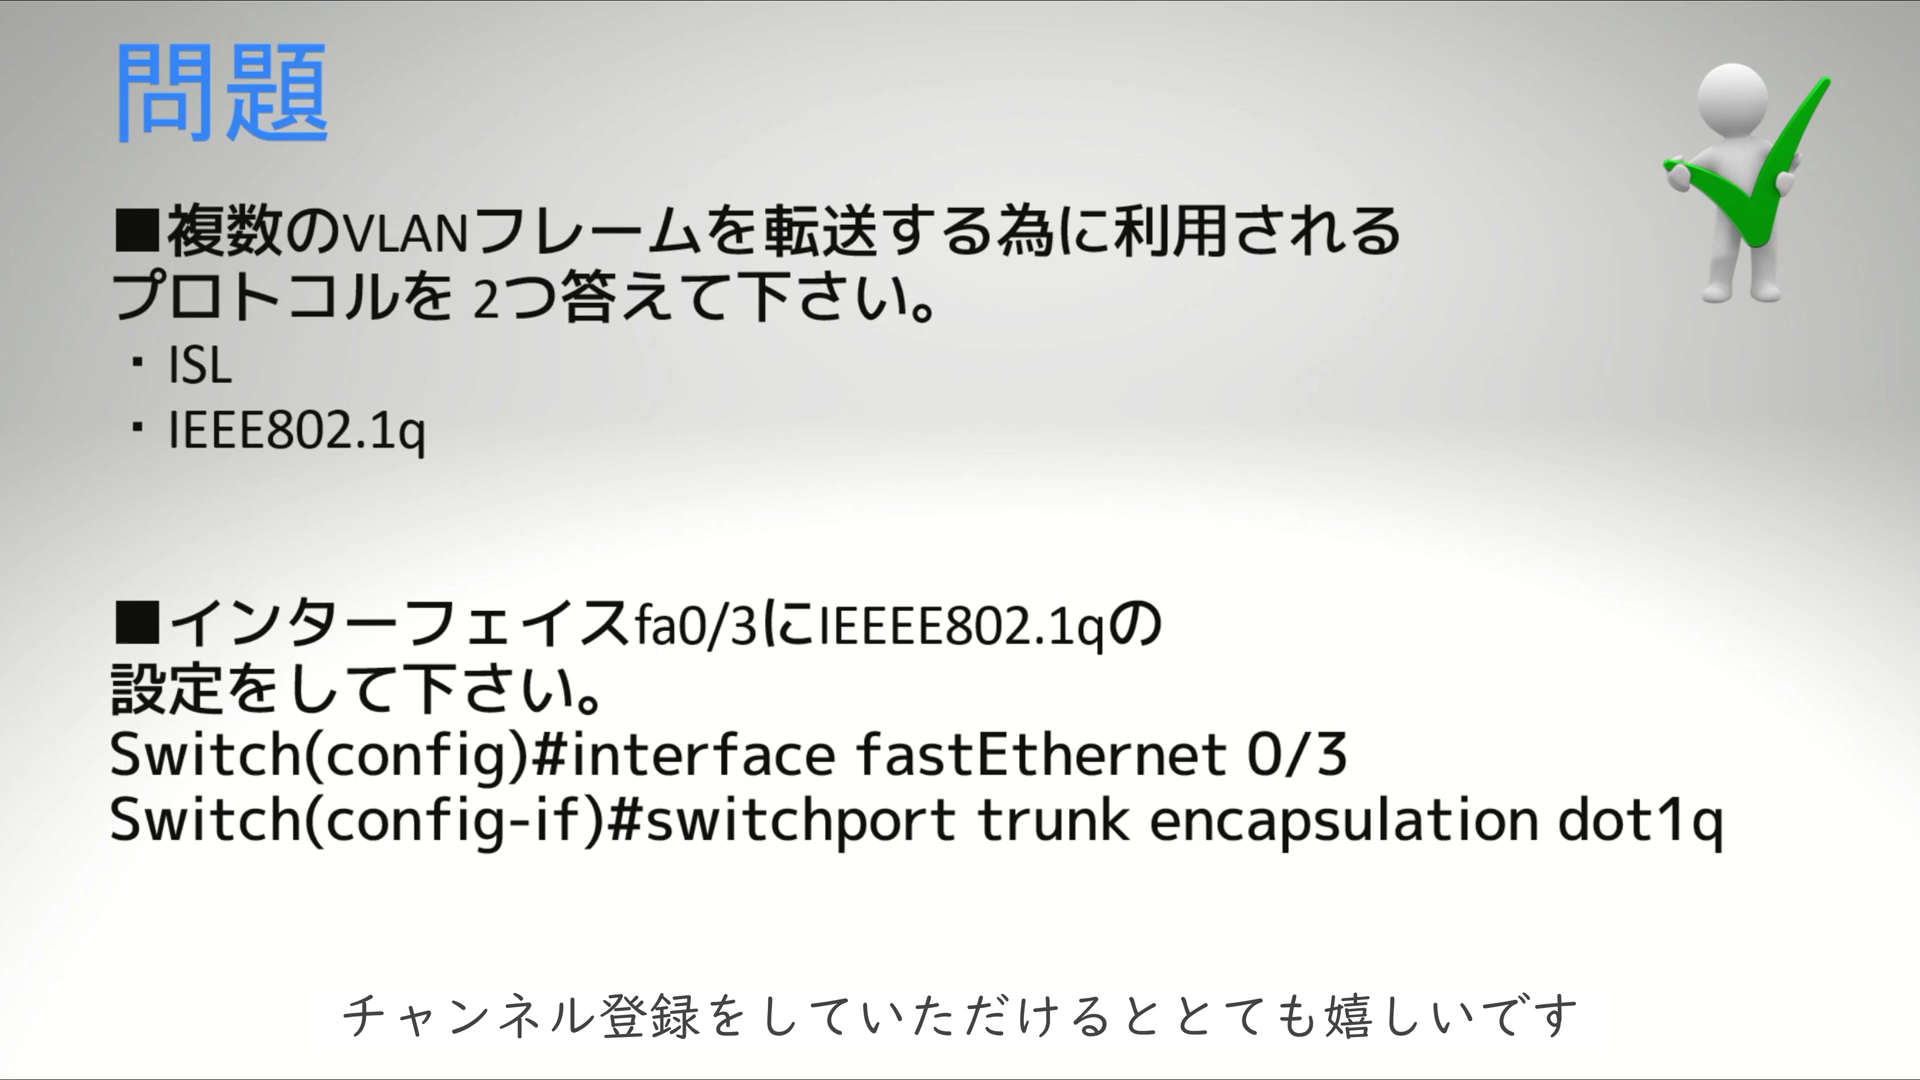 問題
■複数のVLANフレームを転送する為に利用される
プロトコルを 2つ答えて下さい。
・ISL
・IEEE802.1q
■インターフェイスfa0/3にIEEEE802.1qの
設定をして下さい。
Switch(config)#interface fastEthernet 0/3
Switch(config-if)#switchport trunk encapsulation dot1q
チャンネル登録をしていただけるととても嬉しいです